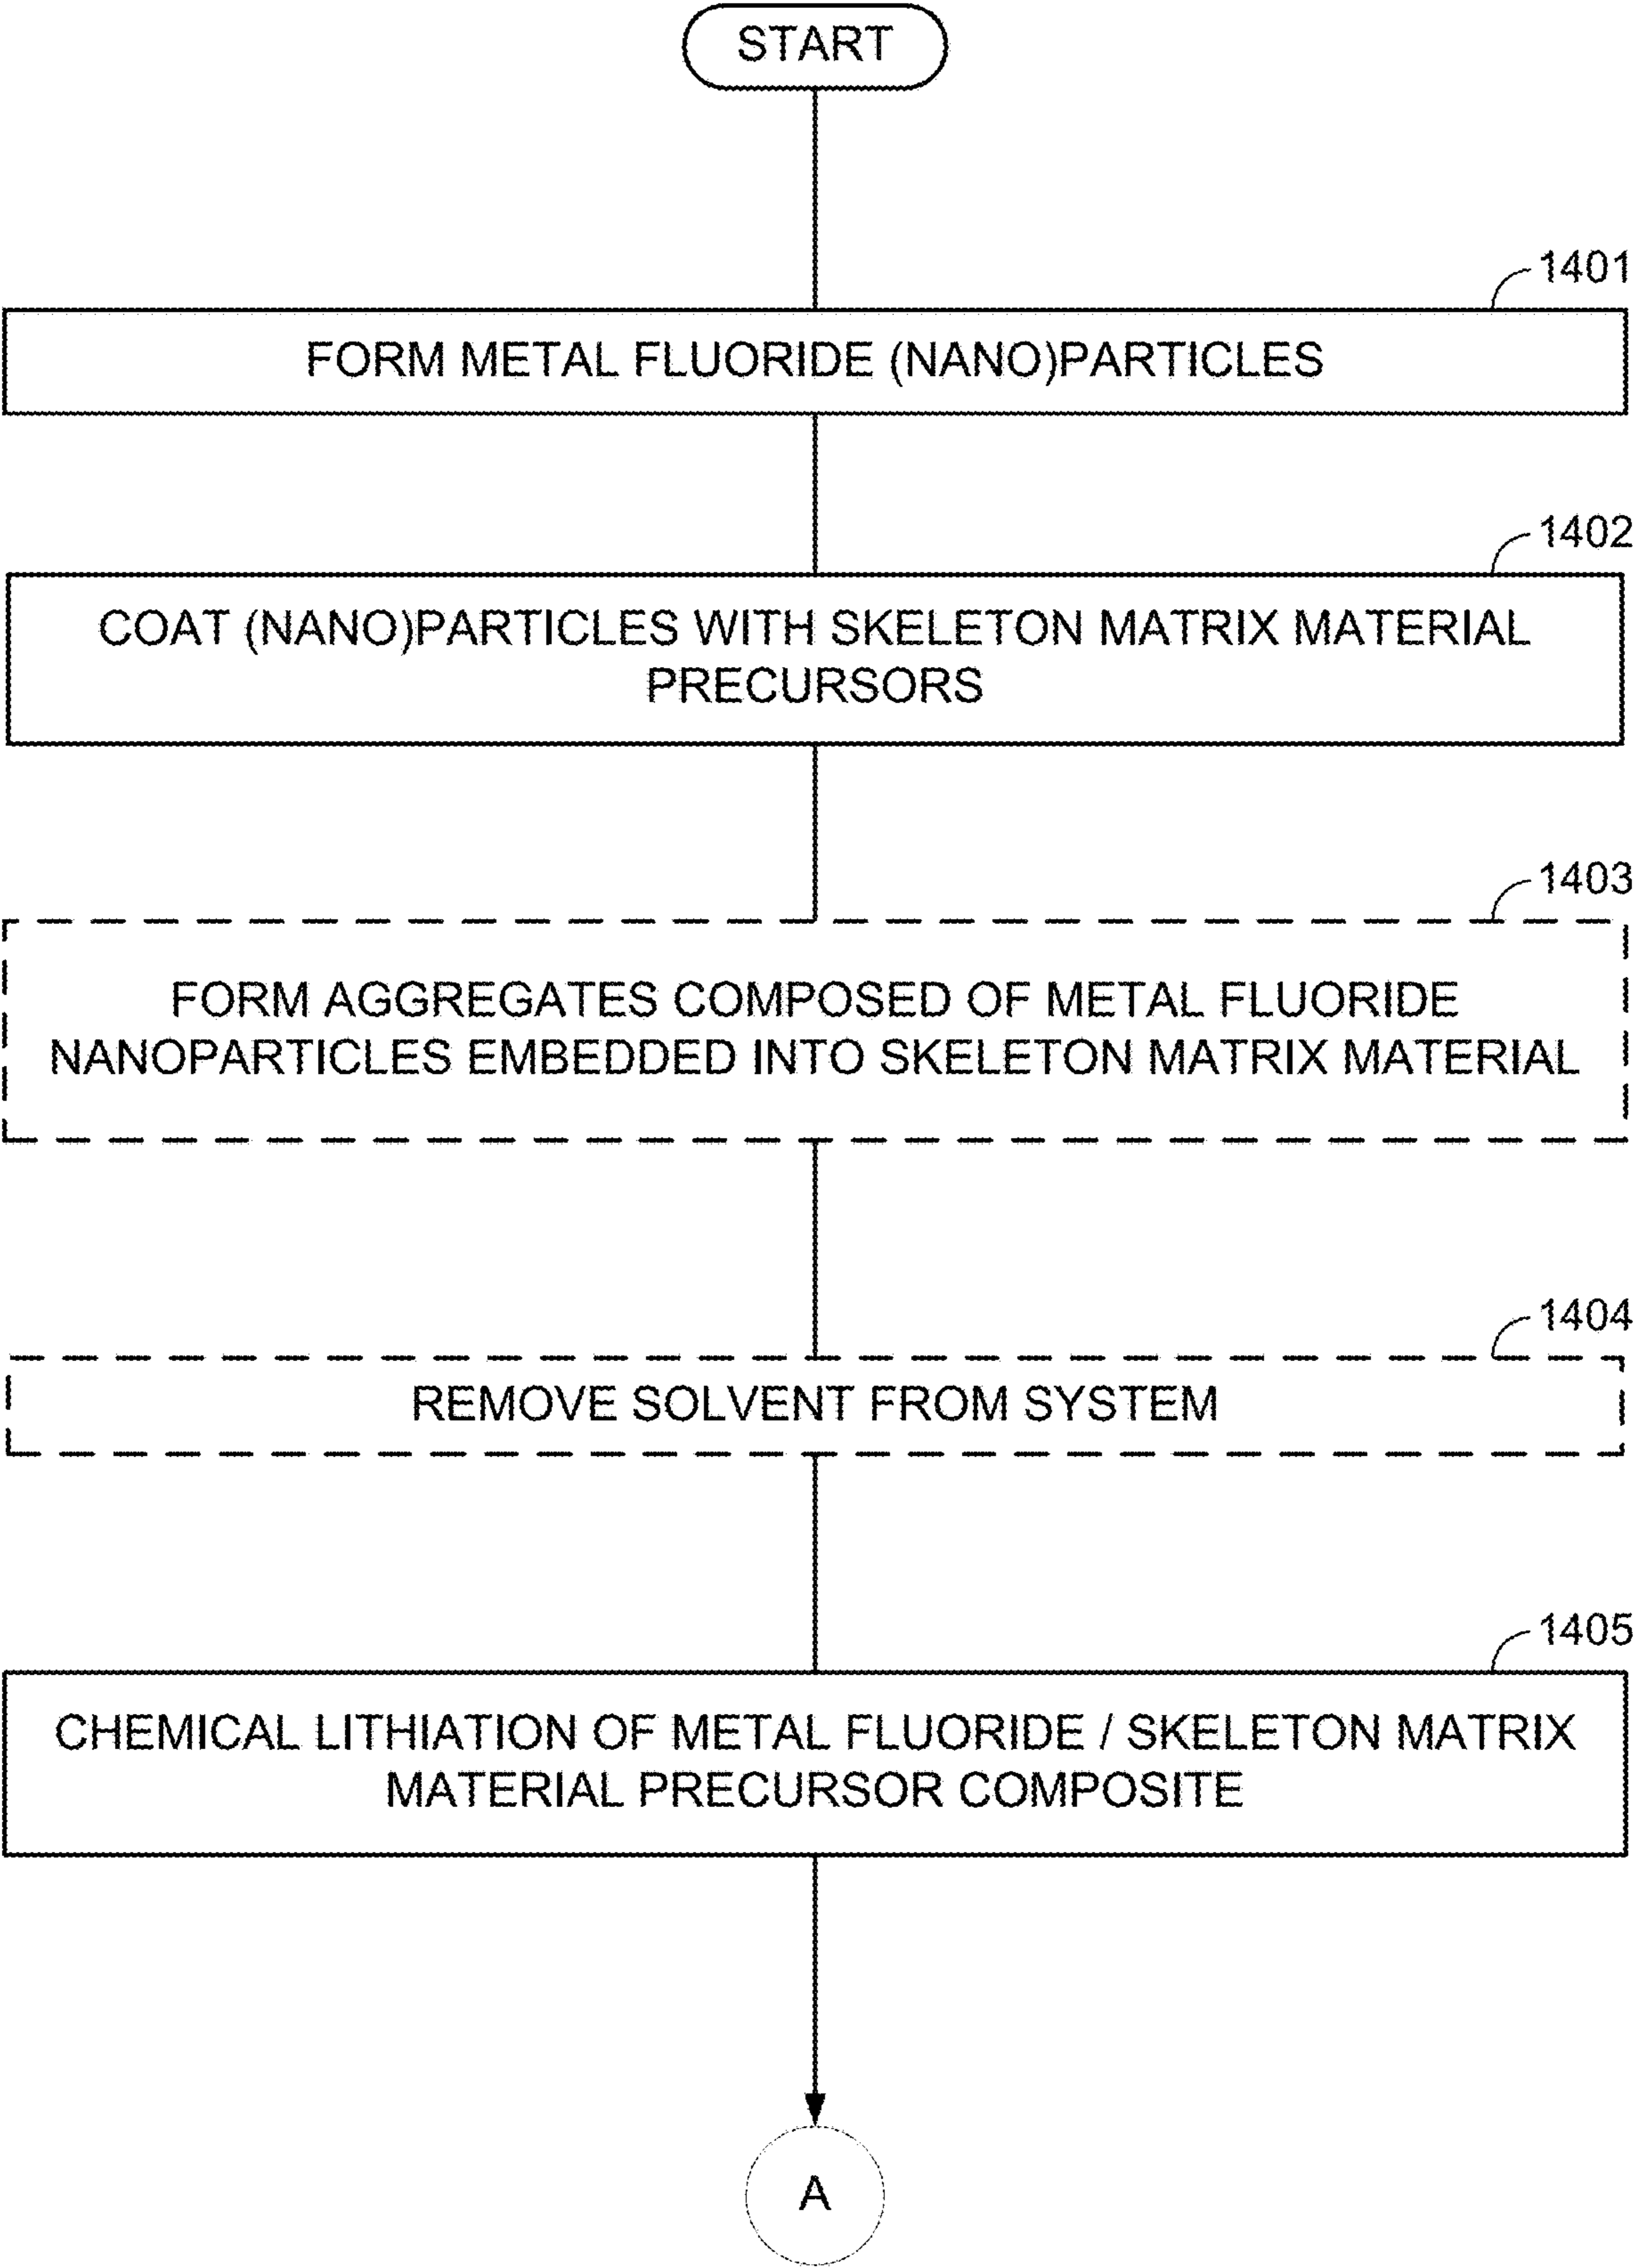 START
1401
FORM METAL FLUORIDE (NANO)PARTICLES
1402
COAT (NANO)PARTICLES WITH SKELETON MATRIX MATERIAL
PRECURSORS
1403
FORM AGGREGATES COMPOSED OF METAL FLUORIDE
NANOPARTICLES EMBEDDED INTO SKELETON MATRIX MATERIAL
1404
REMOVE SOLVENT FROM SYSTEM
1405
CHEMICAL LITHIATION OF METAL FLUORIDE / SKELETON MATRIX
MATERIAL PRECURSOR COMPOSITE
A